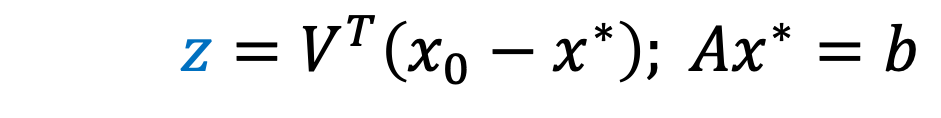 z = V^T(x_0 − x^*); Ax^* = b